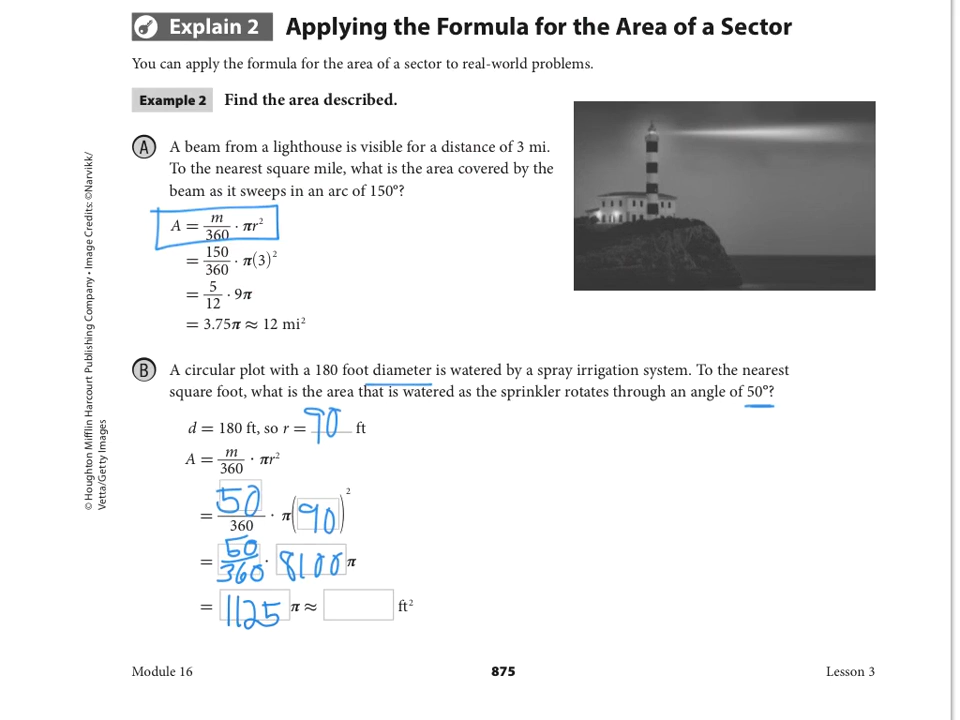 Explain 2 Applying the Formula for the Area of a Sector
You can apply the formula for the area of a sector to real-world problems.
Example 2 Find the area described.
A A beam from a lighthouse is visible for a distance of 3 mi.
To the nearest square mile, what is the area covered by the
beam as it sweeps in an arc of 150°?
A = m/360 · πr²
= 150/360 · π(3)²
= 5/12 · 9π
= 3.75π ≈ 12 mi²
B A circular plot with a 180 foot diameter is watered by a spray irrigation system. To the nearest
square foot, what is the area that is watered as the sprinkler rotates through an angle of 50°?
d = 180 ft, so r = 90 ft
A = m/360 · πr²
= 50/360 · π(90)²
= 50/360 · 8100 π
= 1125 π ≈ ft²
© Houghton Mifflin Harcourt Publishing Company • Image Credits: ©Narvikk/
Vetta/Getty Images
Module 16 875 Lesson 3